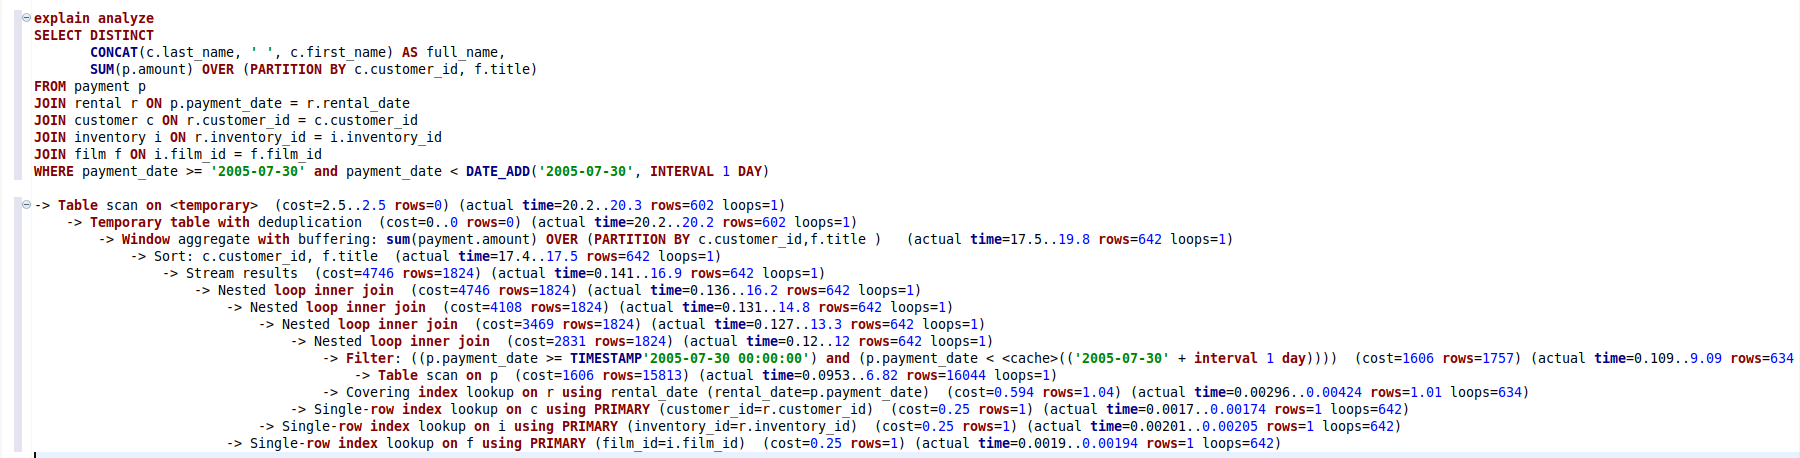 explain analyze
SELECT DISTINCT
       CONCAT(c.last_name, ' ', c.first_name) AS full_name,
       SUM(p.amount) OVER (PARTITION BY c.customer_id, f.title)
FROM payment p
JOIN rental r ON p.payment_date = r.rental_date
JOIN customer c ON r.customer_id = c.customer_id
JOIN inventory i ON r.inventory_id = i.inventory_id
JOIN film f ON i.film_id = f.film_id
WHERE payment_date >= '2005-07-30' and payment_date < DATE_ADD('2005-07-30', INTERVAL 1 DAY)
-> Table scan on <temporary>  (cost=2.5..2.5 rows=0) (actual time=20.2..20.3 rows=602 loops=1)
    -> Temporary table with deduplication  (cost=0..0 rows=0) (actual time=20.2..20.2 rows=602 loops=1)
        -> Window aggregate with buffering: sum(payment.amount) OVER (PARTITION BY c.customer_id,f.title )   (actual time=17.5..19.8 rows=642 loops=1)
            -> Sort: c.customer_id, f.title  (actual time=17.4..17.5 rows=642 loops=1)
                -> Stream results  (cost=4746 rows=1824) (actual time=0.141..16.9 rows=642 loops=1)
                    -> Nested loop inner join  (cost=4746 rows=1824) (actual time=0.136..16.2 rows=642 loops=1)
                        -> Nested loop inner join  (cost=4108 rows=1824) (actual time=0.131..14.8 rows=642 loops=1)
                            -> Nested loop inner join  (cost=3469 rows=1824) (actual time=0.127..13.3 rows=642 loops=1)
                                -> Nested loop inner join  (cost=2831 rows=1824) (actual time=0.12..12 rows=642 loops=1)
                                    -> Filter: ((p.payment_date >= TIMESTAMP'2005-07-30 00:00:00') and (p.payment_date < <cache>(('2005-07-30' + interval 1 day))))  (cost=1606 rows=1757) (actual time=0.109..9.09 rows=634
                                        -> Table scan on p  (cost=1606 rows=15813) (actual time=0.0953..6.82 rows=16044 loops=1)
                                    -> Covering index lookup on r using rental_date (rental_date=p.payment_date)  (cost=0.594 rows=1.04) (actual time=0.00296..0.00424 rows=1.01 loops=634)
                                -> Single-row index lookup on c using PRIMARY (customer_id=r.customer_id)  (cost=0.25 rows=1) (actual time=0.0017..0.00174 rows=1 loops=642)
                            -> Single-row index lookup on i using PRIMARY (inventory_id=r.inventory_id)  (cost=0.25 rows=1) (actual time=0.00201..0.00205 rows=1 loops=642)
                        -> Single-row index lookup on f using PRIMARY (film_id=i.film_id)  (cost=0.25 rows=1) (actual time=0.0019..0.00194 rows=1 loops=642)